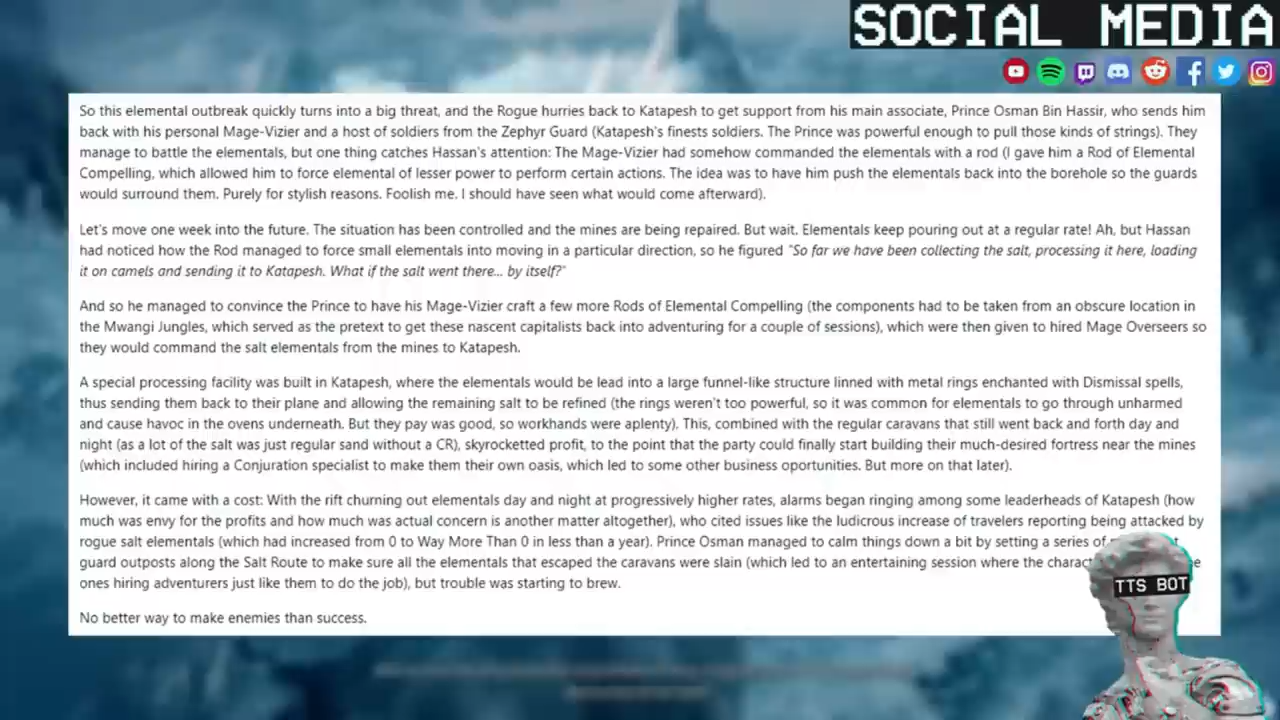 SOCIAL MEDIA
So this elemental outbreak quickly turns into a big threat, and the Rogue hurries back to Katapesh to get support from his main associate, Prince Osman Bin Hassir, who sends him
back with his personal Mage-Vizier and a host of soldiers from the Zephyr Guard (Katapesh's finests soldiers. The Prince was powerful enough to pull those kinds of strings). They
manage to battle the elementals, but one thing catches Hassan's attention: The Mage-Vizier had somehow commanded the elementals with a rod (I gave him a Rod of Elemental
Compelling, which allowed him to force elemental of lesser power to perform certain actions. The idea was to have him push the elementals back into the borehole so the guards
would surround them. Purely for stylish reasons. Foolish me. I should have seen what would come afterward).
Let's move one week into the future. The situation has been controlled and the mines are being repaired. But wait. Elementals keep pouring out at a regular rate! Ah, but Hassan
had noticed how the Rod managed to force small elementals into moving in a particular direction, so he figured "So far we have been collecting the salt, processing it here, loading
it on camels and sending it to Katapesh. What if the salt went there... by itself?"
And so he managed to convince the Prince to have his Mage-Vizier craft a few more Rods of Elemental Compelling (the components had to be taken from an obscure location in
the Mwangi Jungles, which served as the pretext to get these nascent capitalists back into adventuring for a couple of sessions), which were then given to hired Mage Overseers so
they would command the salt elementals from the mines to Katapesh.
A special processing facility was built in Katapesh, where the elementals would be lead into a large funnel-like structure linned with metal rings enchanted with Dismissal spells,
thus sending them back to their plane and allowing the remaining salt to be refined (the rings weren't too powerful, so it was common for elementals to go through unharmed
and cause havoc in the ovens underneath. But they pay was good, so workhands were aplenty). This, combined with the regular caravans that still went back and forth day and
night (as a lot of the salt was just regular sand without a CR), skyrocketted profit, to the point that the party could finally start building their much-desired fortress near the mines
(which included hiring a Conjuration specialist to make them their own oasis, which led to some other business oportunities. But more on that later).
However, it came with a cost: With the rift churning out elementals day and night at progressively higher rates, alarms began ringing among some leaderheads of Katapesh (how
much was envy for the profits and how much was actual concern is another matter altogether), who cited issues like the ludicrous increase of travelers reporting being attacked by
rogue salt elementals (which had increased from 0 to Way More Than 0 in less than a year). Prince Osman managed to calm things down a bit by setting a series of
guard outposts along the Salt Route to make sure all the elementals that escaped the caravans were slain (which led to an entertaining session where the
ones hiring adventurers just like them to do the job), but trouble was starting to brew.
No better way to make enemies than success.
TTS BOT